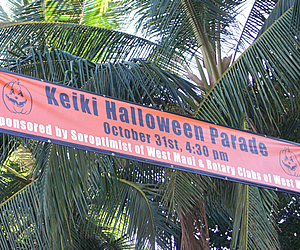 Keiki Halloween Parade
October 31st, 4:30 pm
ponsored by Soroptimist of West Maui & Rotary Clubs of West